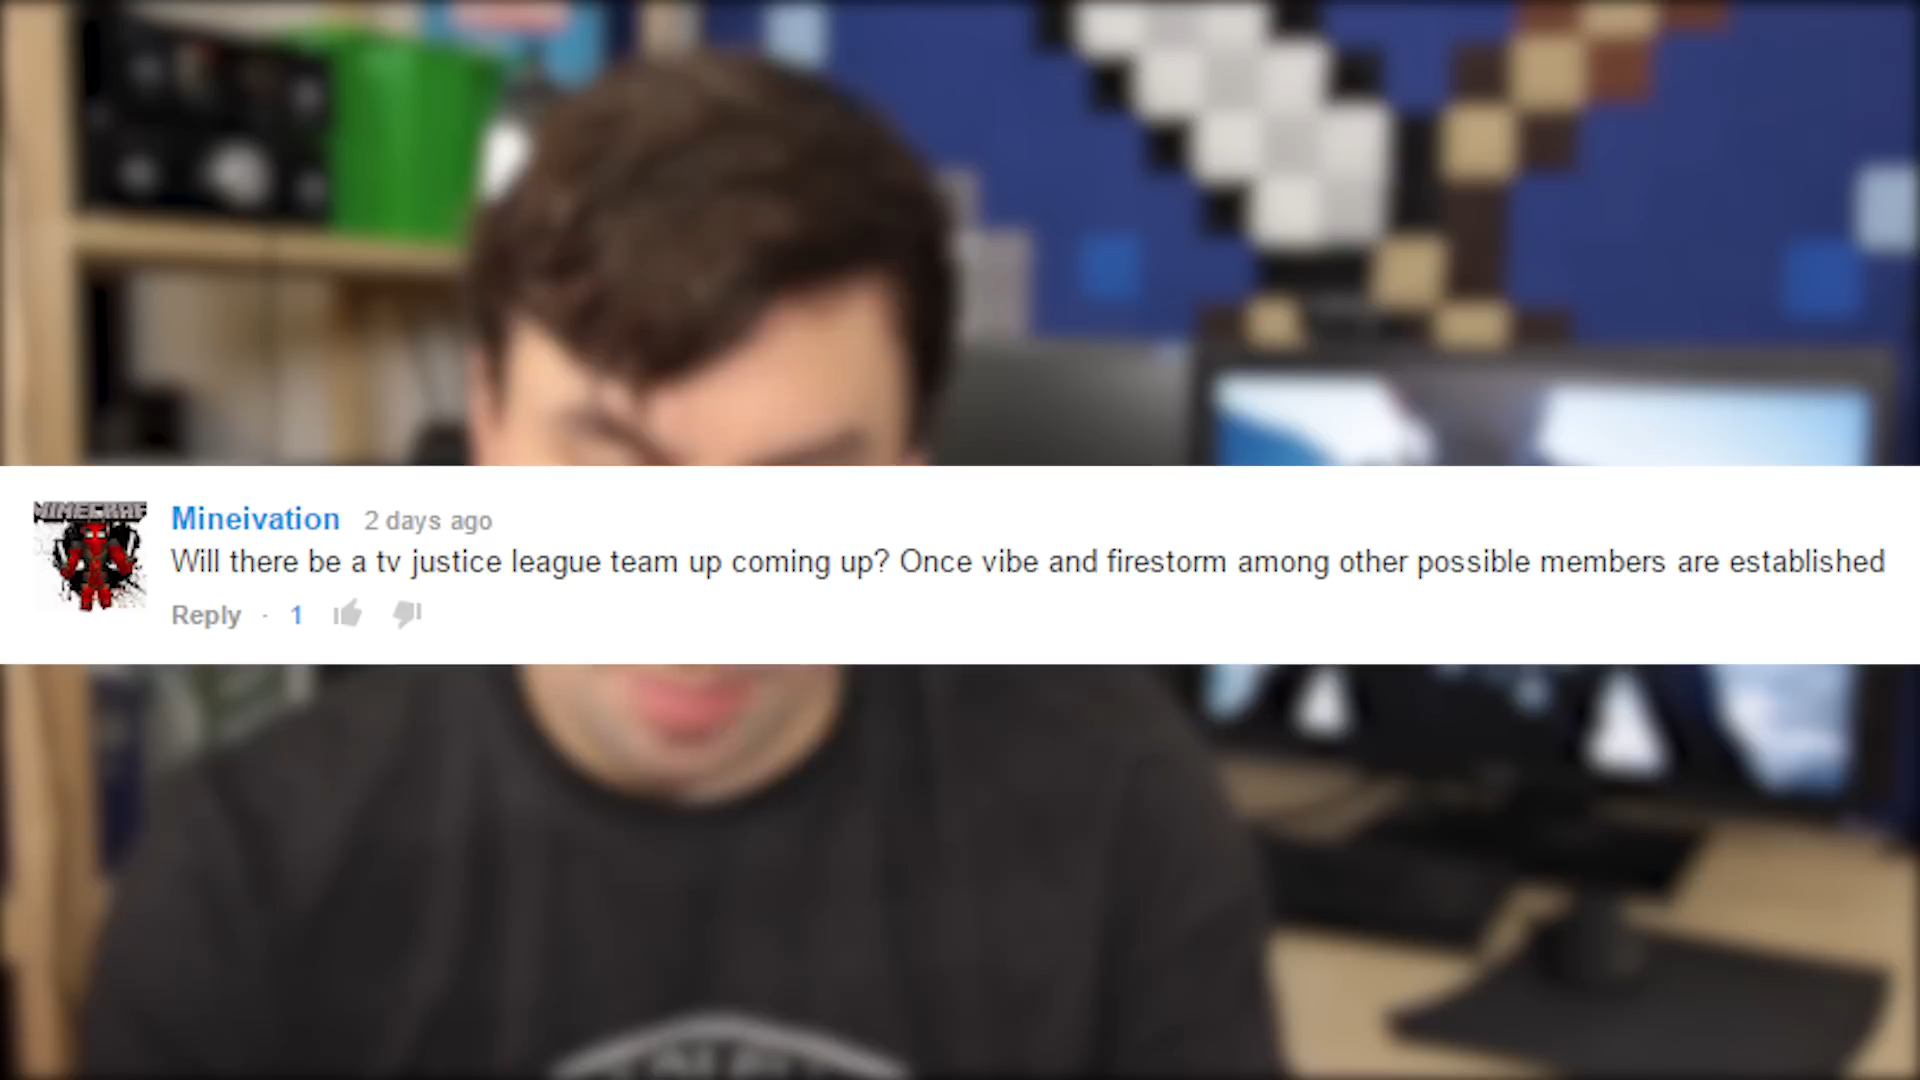 MINECRAF
Mineivation 2 days ago
Will there be a tv justice league team up coming up? Once vibe and firestorm among other possible members are established
Reply · 1